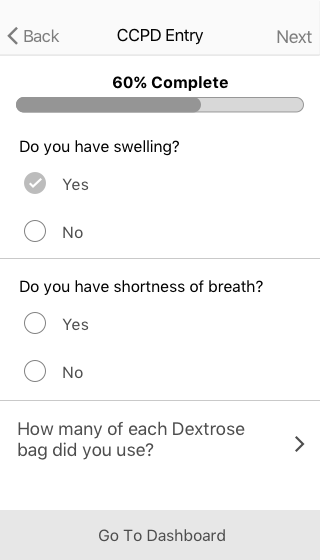 Back CCPD Entry Next
60% Complete
Do you have swelling?
Yes
No
Do you have shortness of breath?
Yes
No
How many of each Dextrose
bag did you use?
Go To Dashboard